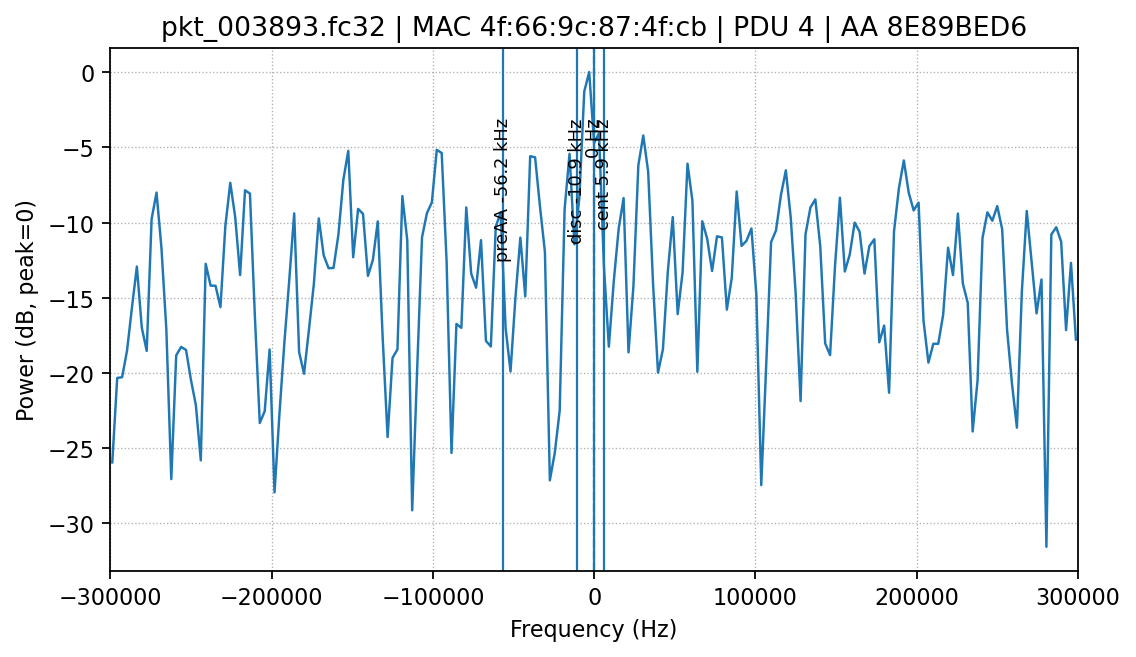 pkt_003893.fc32 | MAC 4f:66:9c:87:4f:cb | PDU 4 | AA 8E89BED6
Power (dB, peak=0)
0
−5
−10
−15
−20
−25
−30
preAA -56.2 kHz
disc -10.9 kHz
0 Hz
cent 5.9 kHz
−300000
−200000
−100000
0
100000
200000
300000
Frequency (Hz)